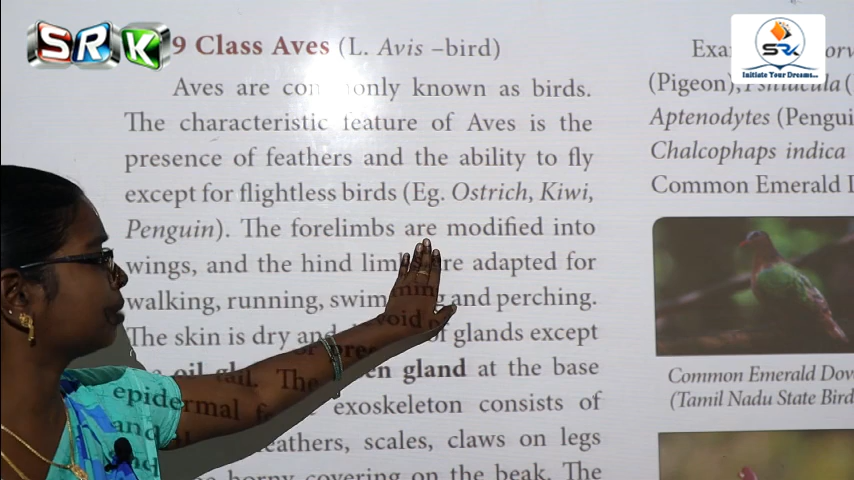 SRK
9 Class Aves (L. Avis –bird)
Aves are commonly known as birds.
The characteristic feature of Aves is the
presence of feathers and the ability to fly
except for flightless birds (Eg. Ostrich, Kiwi,
Penguin). The forelimbs are modified into
wings, and the hind limbs are adapted for
walking, running, swimming and perching.
The skin is dry and devoid of glands except
oil gland at the base
epidermal exoskeleton consists of
feathers, scales, claws on legs
and horny covering on the beak. The
SRK
Initiate Your Dreams...
(Pigeon), Psittacula (
Aptenodytes (Pengui
Chalcophaps indica
Common Emerald D
Common Emerald Dov
(Tamil Nadu State Bird